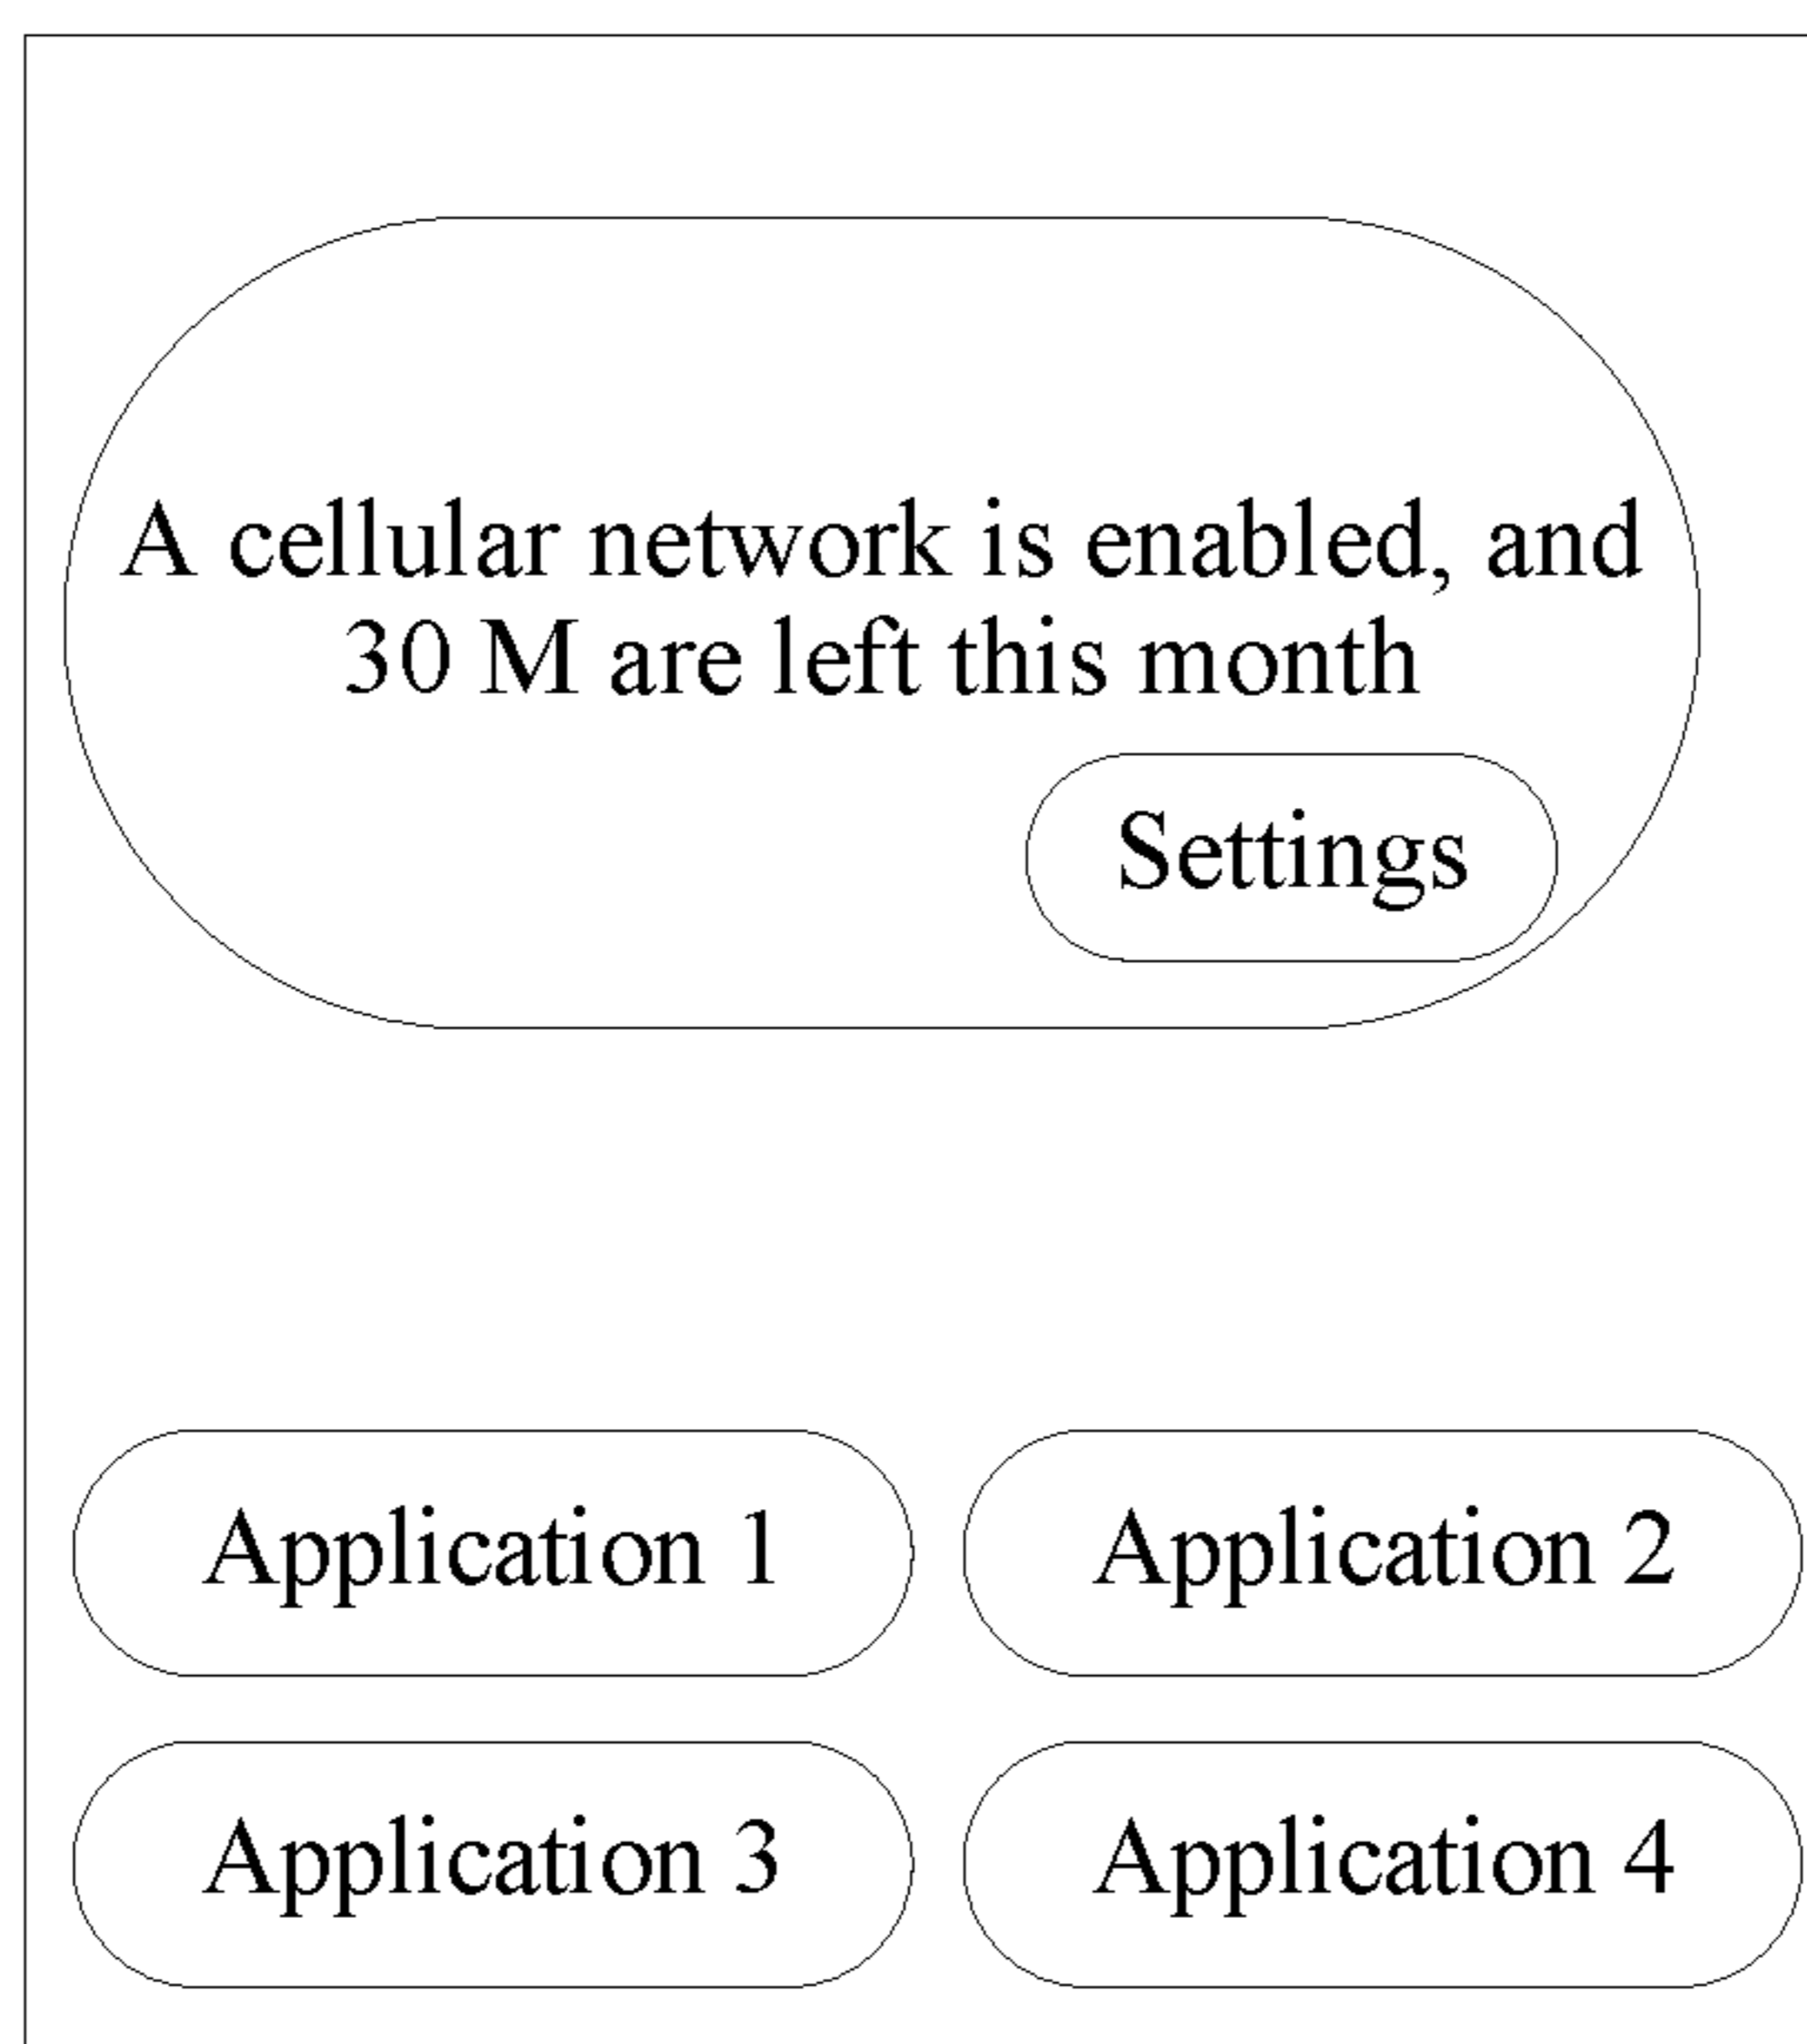 A cellular network is enabled, and
30 M are left this month
Settings
Application 1
Application 2
Application 3
Application 4